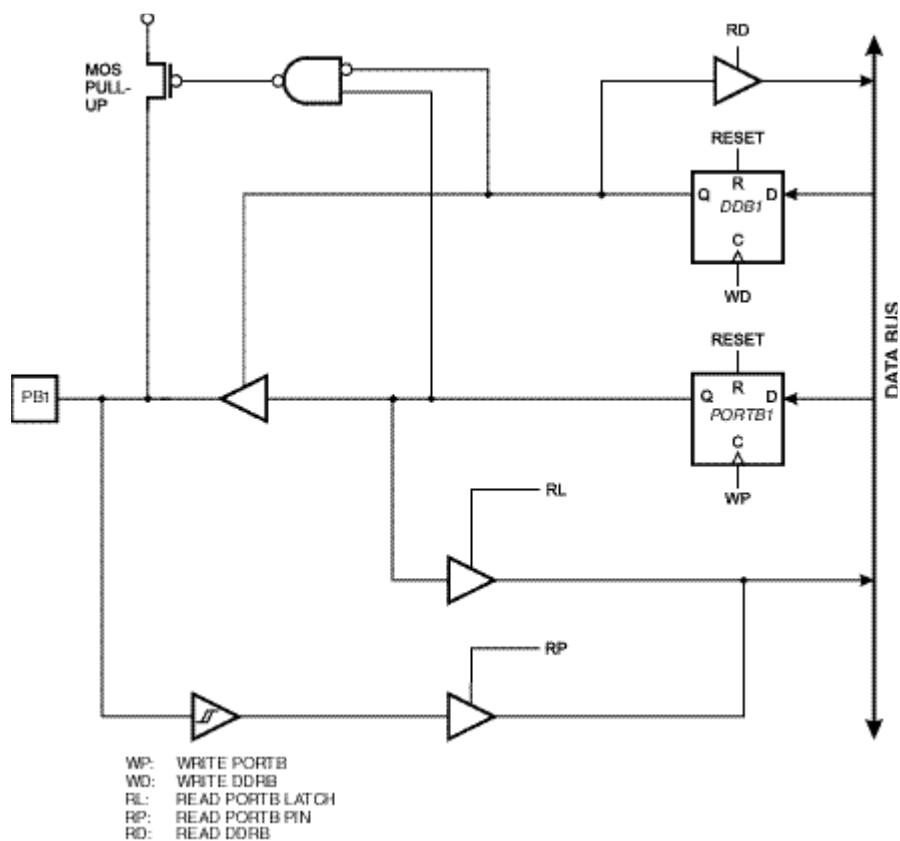 RD
MOS
PULL-
UP
RESET
R
Q
D
DDB1
C
WD
RESET
R
Q
D
PORTB1
C
WP
DATA BUS
PB1
RL
RP
WP: WRITE PORTB
WD: WRITE DDRB
RL: READ PORTB LATCH
RP: READ PORTB PIN
RD: READ DDRB